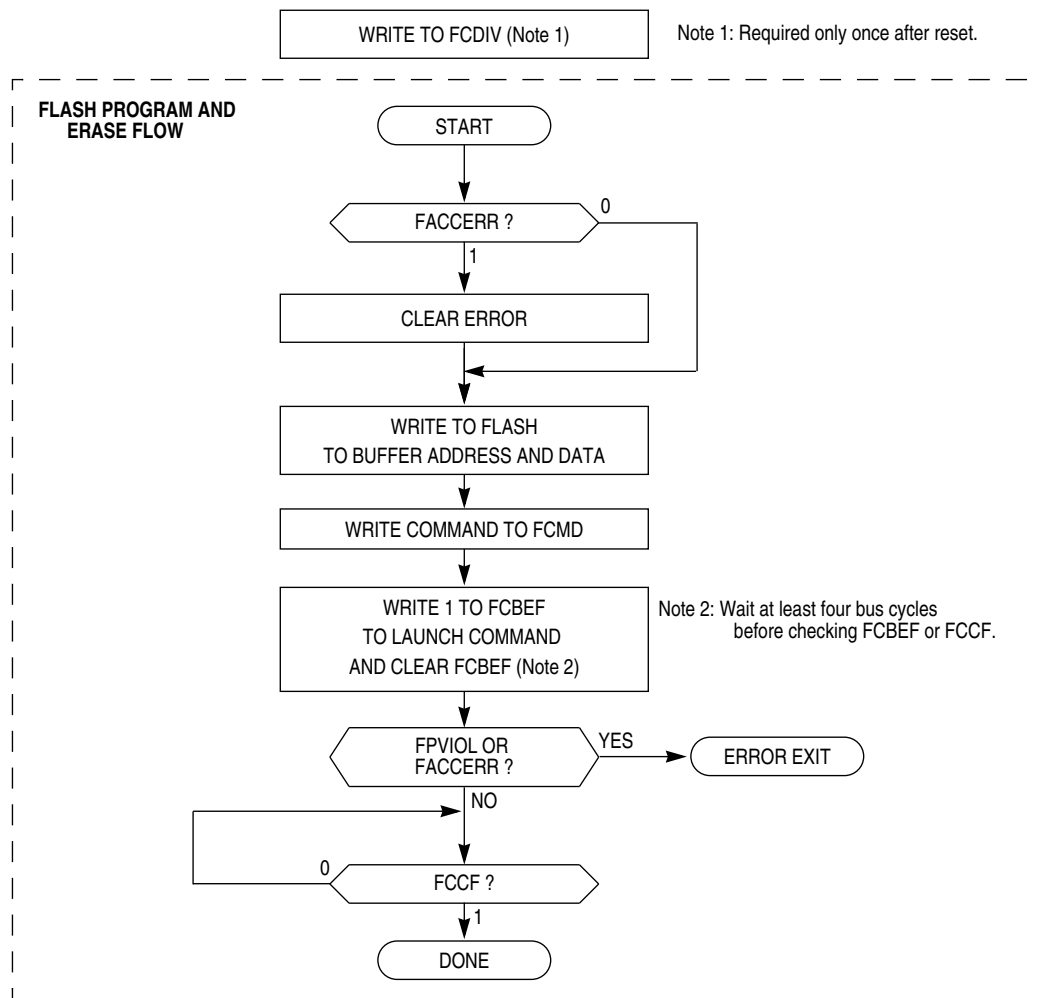 WRITE TO FCDIV (Note 1)
Note 1: Required only once after reset.
FLASH PROGRAM AND
ERASE FLOW
START
FACCERR ?
0
1
CLEAR ERROR
WRITE TO FLASH
TO BUFFER ADDRESS AND DATA
WRITE COMMAND TO FCMD
WRITE 1 TO FCBEF
TO LAUNCH COMMAND
AND CLEAR FCBEF (Note 2)
Note 2: Wait at least four bus cycles
before checking FCBEF or FCCF.
FPVIOL OR
FACCERR ?
YES
ERROR EXIT
NO
0
FCCF ?
1
DONE